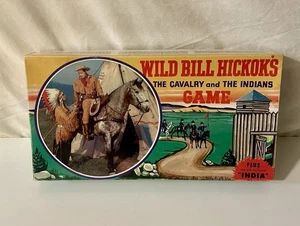 WILD BILL HICKOK'S
THE CAVALRY and THE INDIANS
GAME
PLUS
"INDIA"